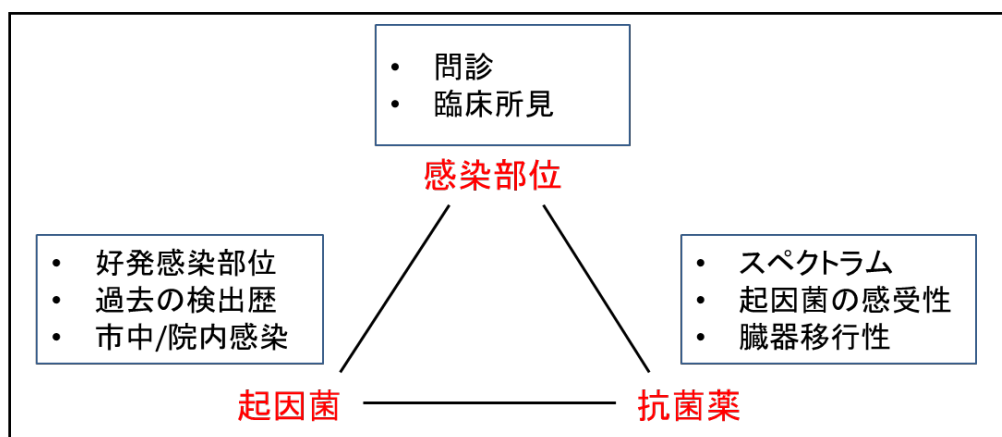 • 問診
• 臨床所見
感染部位
• 好発感染部位
• 過去の検出歴
• 市中/院内感染
• スペクトラム
• 起因菌の感受性
• 臓器移行性
起因菌
抗菌薬